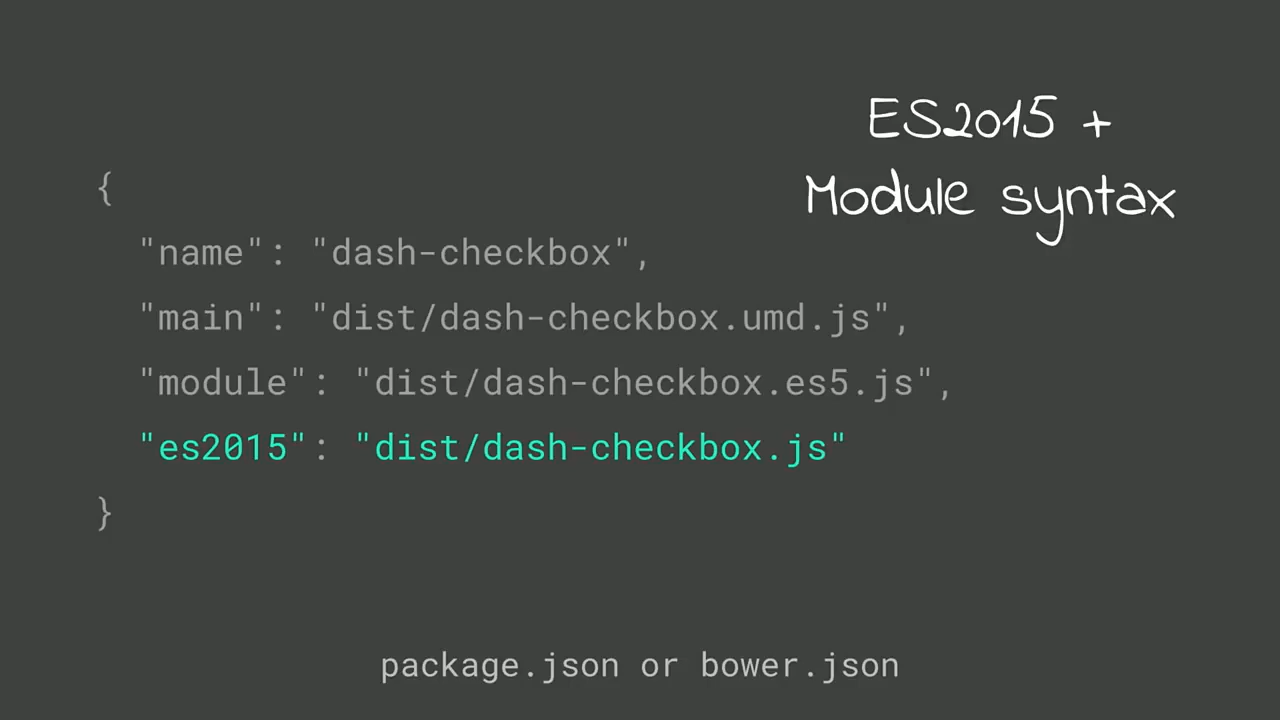 ES2015 +
Module syntax
{
"name": "dash-checkbox",
"main": "dist/dash-checkbox.umd.js",
"module": "dist/dash-checkbox.es5.js",
"es2015": "dist/dash-checkbox.js"
}
package.json or bower.json